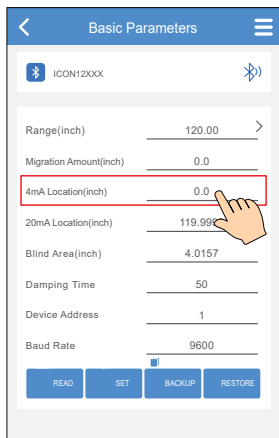 Basic Parameters
ICON12XXX
Range(inch) 120.00
Migration Amount(inch) 0.0
4mA Location(inch) 0.0
20mA Location(inch) 119.999
Blind Area(inch) 4.0157
Damping Time 50
Device Address 1
Baud Rate 9600
READ SET BACKUP RESTORE